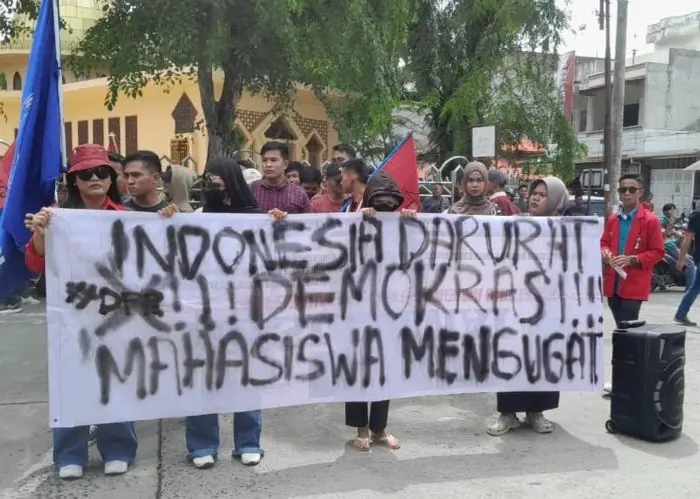 INDONESIA DARURAT
#DPR!!!DEMOKRASI!!!
MAHASISWA MENGUGAT